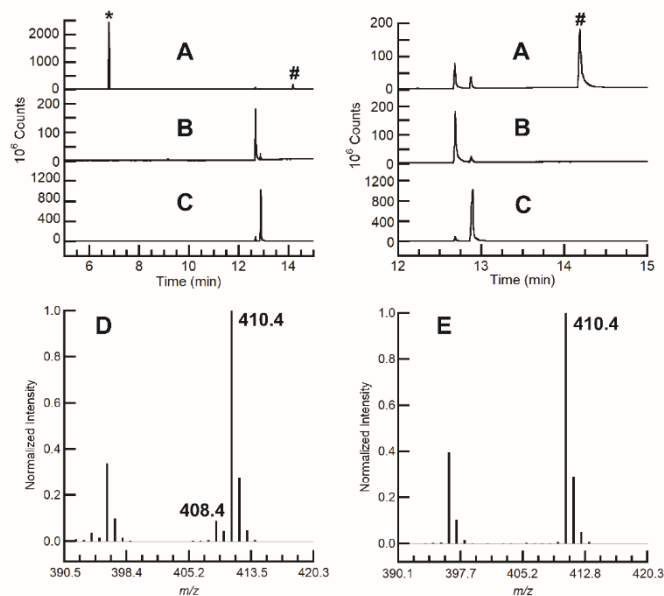 * A #
10⁶ Counts
3000
2000
1000
0
B
200
100
0
C
1200
800
400
0
6 8 10 12 14
Time (min)
A #
10⁶ Counts
200
100
0
B
200
100
0
C
1200
800
400
0
12 13 14 15
Time (min)
D
410.4
408.4
Normalized Intensity
1.0
0.8
0.6
0.4
0.2
0.0
390.5 398.4 405.2 413.5 420.3
m/z
E
410.4
Normalized Intensity
1.0
0.8
0.6
0.4
0.2
0.0
390.1 397.7 405.2 412.8 420.3
m/z